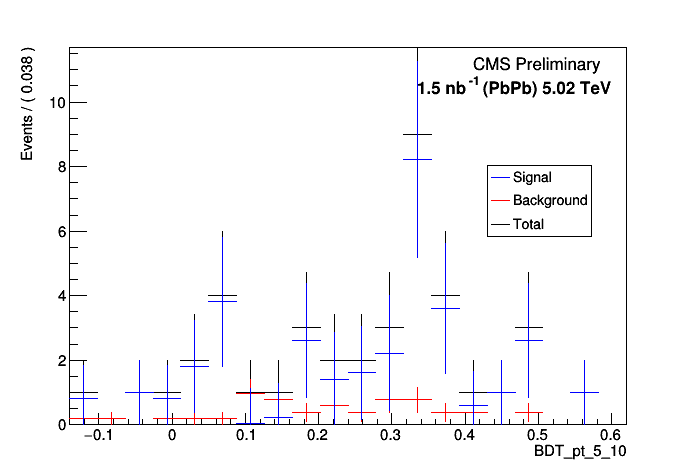 CMS Preliminary
1.5 nb⁻¹ (PbPb) 5.02 TeV
Events / ( 0.038 )
10
8
6
4
2
0
Signal
Background
Total
−0.1 0 0.1 0.2 0.3 0.4 0.5 0.6
BDT_pt_5_10